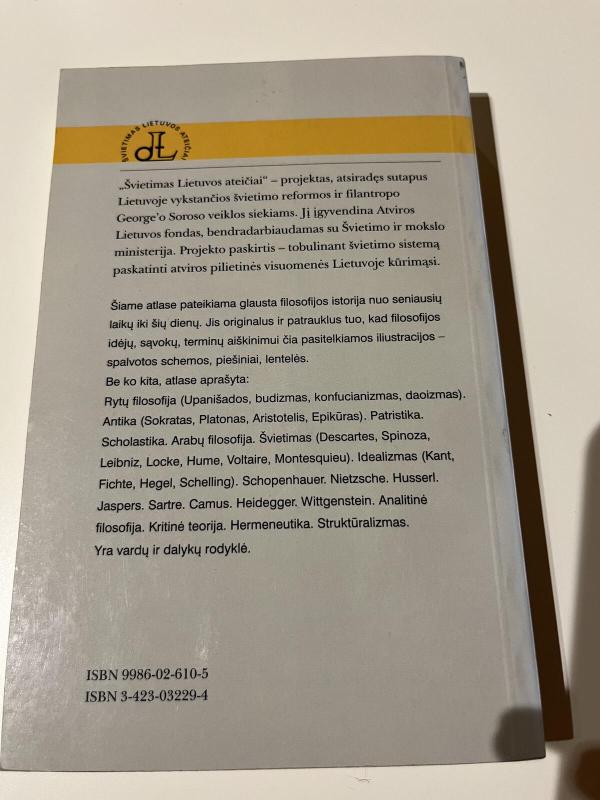 ŠVIETIMAS LIETUVOS ATEIČIAI
„Švietimas Lietuvos ateičiai“ – projektas, atsiradęs sutapus
Lietuvoje vykstančios švietimo reformos ir filantropo
George’o Soroso veiklos siekiams. Jį įgyvendina Atviros
Lietuvos fondas, bendradarbiaudamas su Švietimo ir mokslo
ministerija. Projekto paskirtis – tobulinant švietimo sistemą
paskatinti atviros pilietinės visuomenės Lietuvoje kūrimąsi.
Šiame atlase pateikiama glausta filosofijos istorija nuo seniausių
laikų iki šių dienų. Jis originalus ir patrauklus tuo, kad filosofijos
idėjų, sąvokų, terminų aiškinimui čia pasitelkiamos iliustracijos –
spalvotos schemos, piešiniai, lentelės.
Be ko kita, atlase aprašyta:
Rytų filosofija (Upanišados, budizmas, konfucianizmas, daoizmas).
Antika (Sokratas, Platonas, Aristotelis, Epikūras). Patristika.
Scholastika. Arabų filosofija. Švietimas (Descartes, Spinoza,
Leibniz, Locke, Hume, Voltaire, Montesquieu). Idealizmas (Kant,
Fichte, Hegel, Schelling). Schopenhauer. Nietzsche. Husserl.
Jaspers. Sartre. Camus. Heidegger. Wittgenstein. Analitinė
filosofija. Kritinė teorija. Hermeneutika. Struktūralizmas.
Yra vardų ir dalykų rodyklė.
ISBN 9986-02-610-5
ISBN 3-423-03229-4